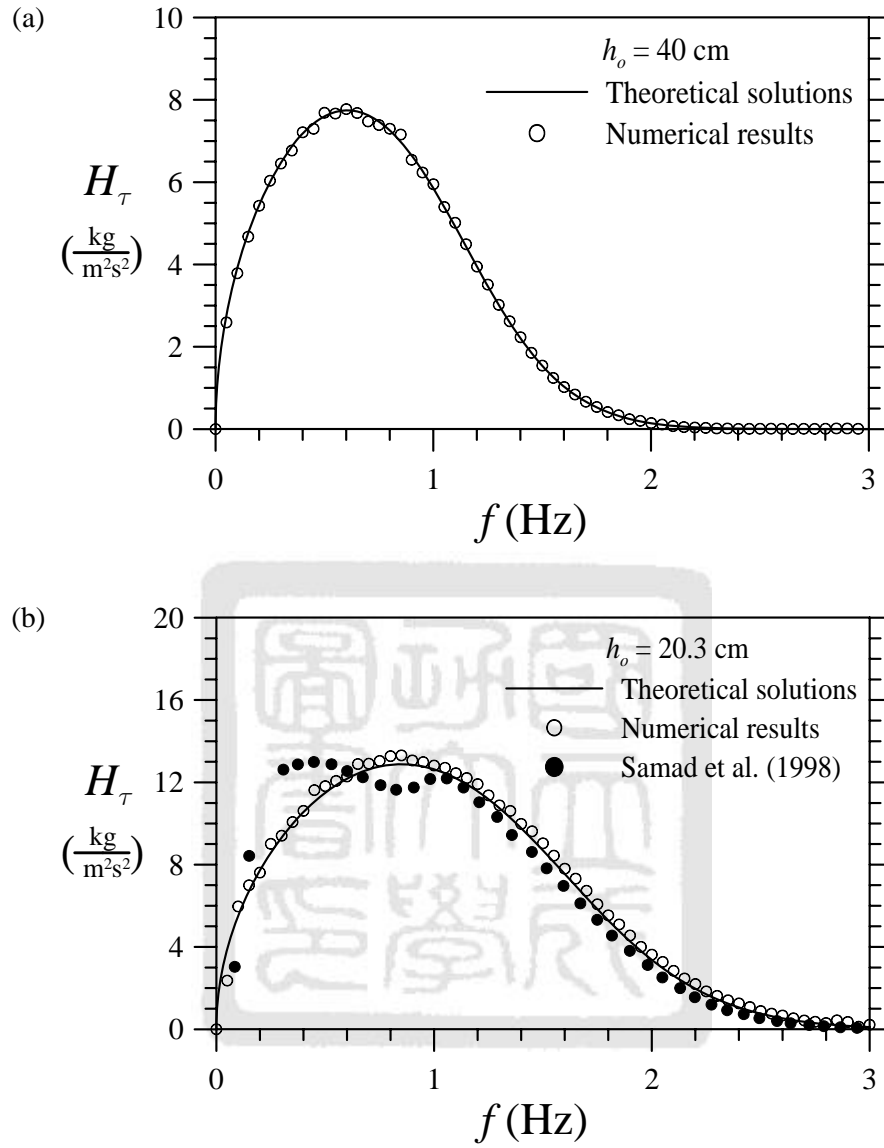 (a)
10
8
6
4
2
0
H_τ
(kg/m²s²)
h_o = 40 cm
Theoretical solutions
Numerical results
0 1 2 3
f (Hz)
(b)
20
16
12
8
4
0
H_τ
(kg/m²s²)
h_o = 20.3 cm
Theoretical solutions
Numerical results
Samad et al. (1998)
0 1 2 3
f (Hz)